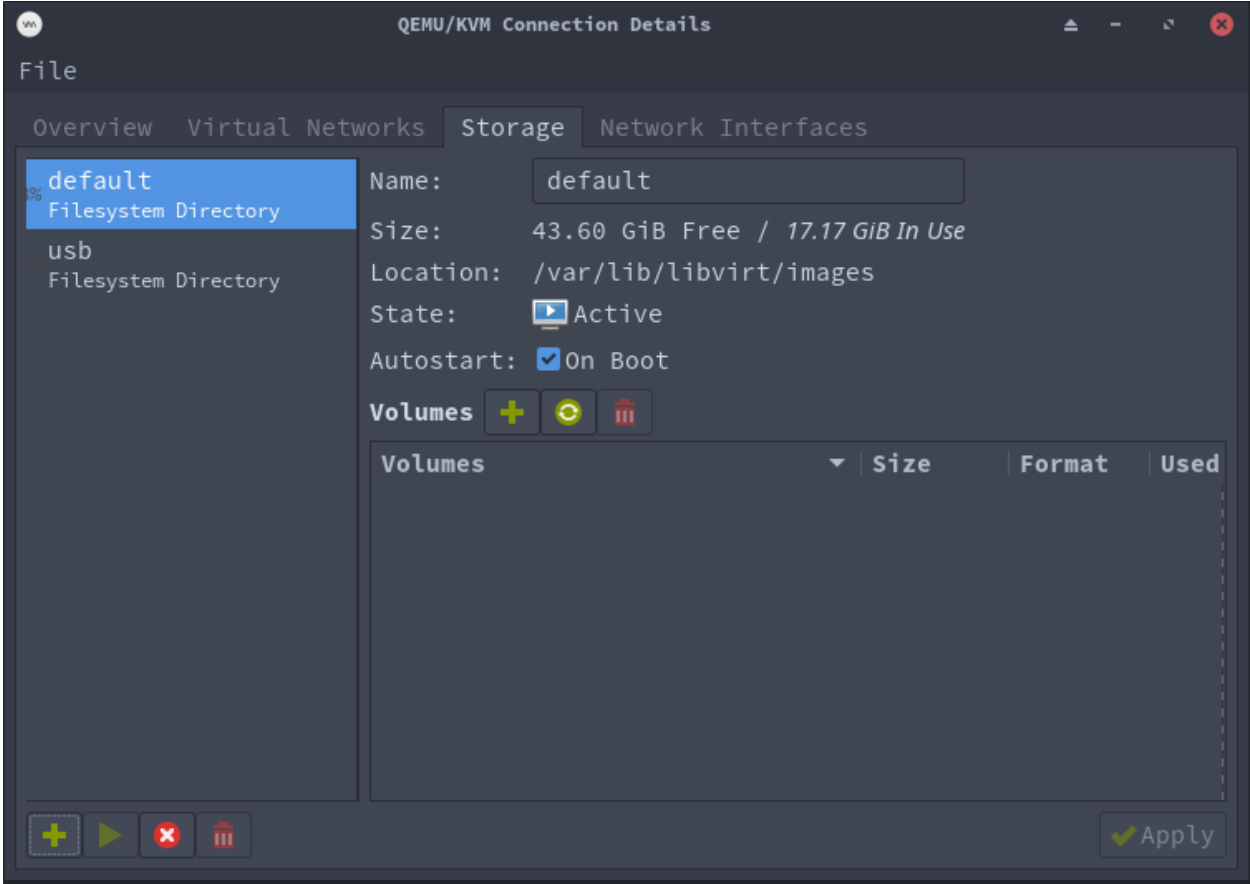 QEMU/KVM Connection Details
File
Overview Virtual Networks Storage Network Interfaces
default
Filesystem Directory
usb
Filesystem Directory
Name: default
Size: 43.60 GiB Free / 17.17 GiB In Use
Location: /var/lib/libvirt/images
State: Active
Autostart: On Boot
Volumes
Volumes Size Format Used
Apply